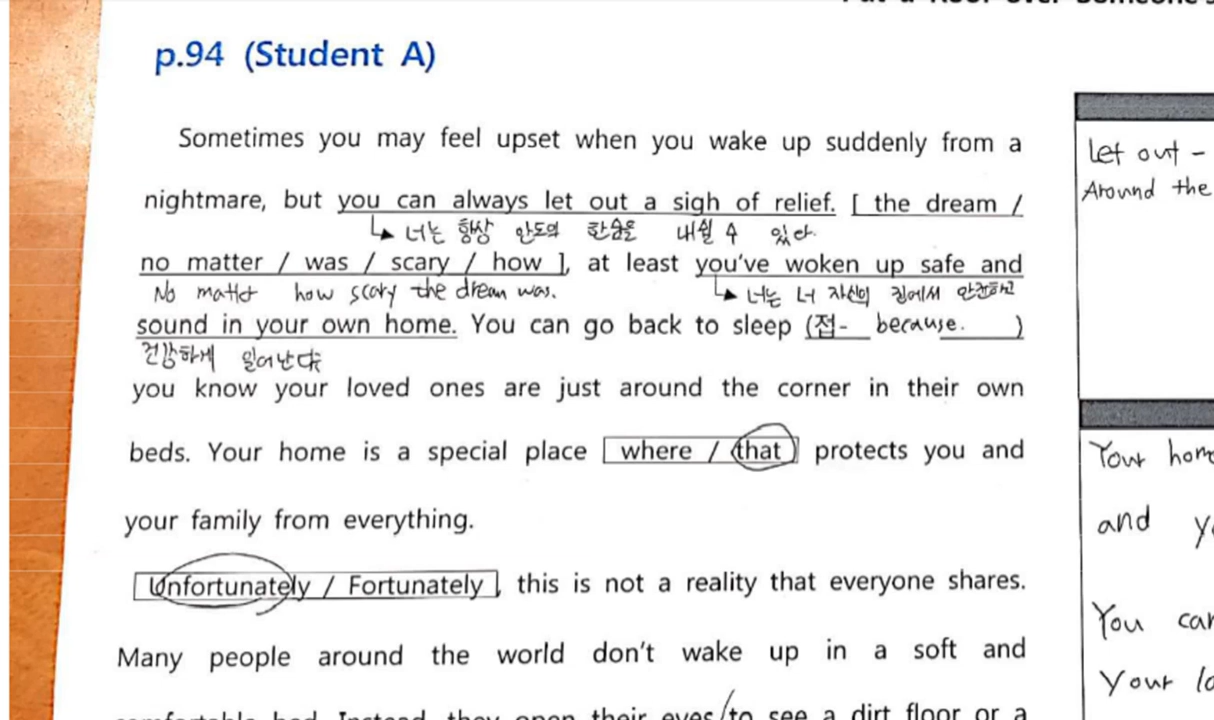 p.94 (Student A)
Sometimes you may feel upset when you wake up suddenly from a
nightmare, but you can always let out a sigh of relief. [ the dream /
너는 항상 안도의 한숨을 내쉴 수 있다.
no matter / was / scary / how ], at least you've woken up safe and
No matter how scary the dream was. 너는 너 자신의 집에서 안전하고
sound in your own home. You can go back to sleep (접- because. )
건강하게 일어난다
you know your loved ones are just around the corner in their own
beds. Your home is a special place where / that protects you and
your family from everything.
Unfortunately / Fortunately , this is not a reality that everyone shares.
Many people around the world don't wake up in a soft and
to see a dirt floor or a
Let out -
Around the
Your
and
You
Your